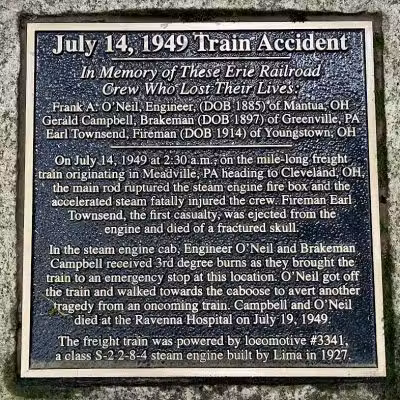 July 14, 1949 Train Accident
In Memory of These Erie Railroad
Crew Who Lost Their Lives:
Frank A. O'Neil, Engineer, (DOB 1885) of Mantua, OH
Gerald Campbell, Brakeman (DOB 1897) of Greenville, PA
Earl Townsend, Fireman (DOB 1914) of Youngstown, OH
On July 14, 1949 at 2:30 a.m., on the mile-long freight
train originating in Meadville, PA heading to Cleveland, OH,
the main rod ruptured the steam engine fire box and the
accelerated steam fatally injured the crew. Fireman Earl
Townsend, the first casualty, was ejected from the
engine and died of a fractured skull.
In the steam engine cab, Engineer O'Neil and Brakeman
Campbell received 3rd degree burns as they brought the
train to an emergency stop at this location. O'Neil got off
the train and walked towards the caboose to avert another
tragedy from an oncoming train. Campbell and O'Neil
died at the Ravenna Hospital on July 19, 1949.
The freight train was powered by locomotive #3341,
a class S-2 2-8-4 steam engine built by Lima in 1927.